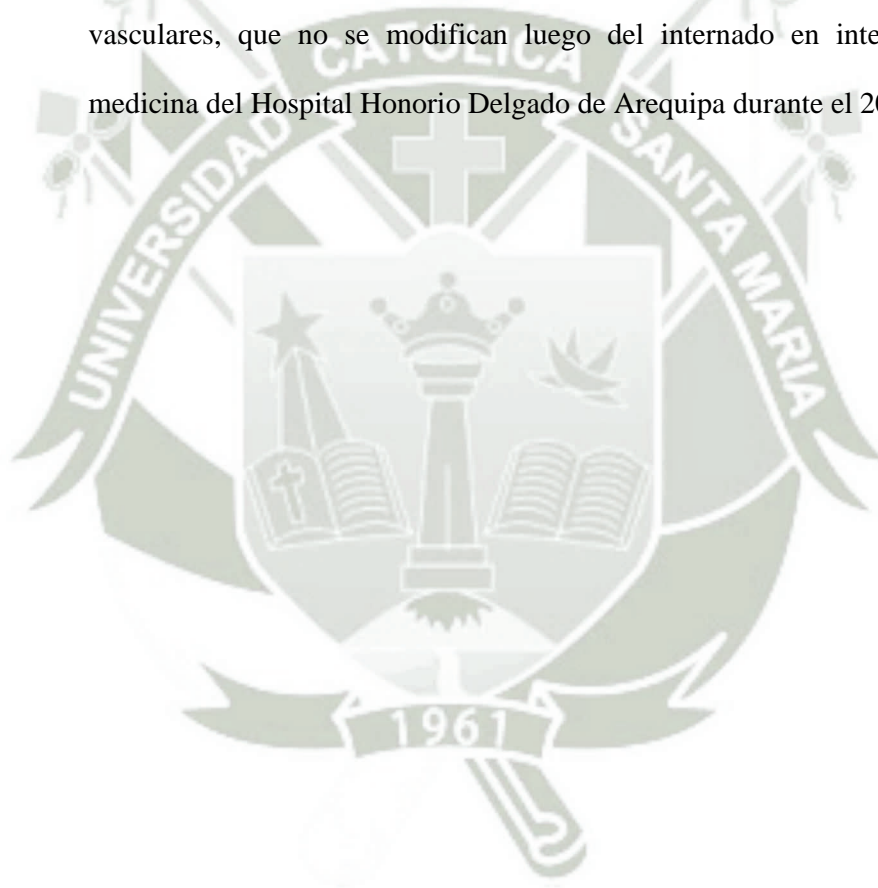 vasculares, que no se modifican luego del internado en inte
medicina del Hospital Honorio Delgado de Arequipa durante el 20
UNIVERSIDAD CATOLICA SANTA MARIA
1961